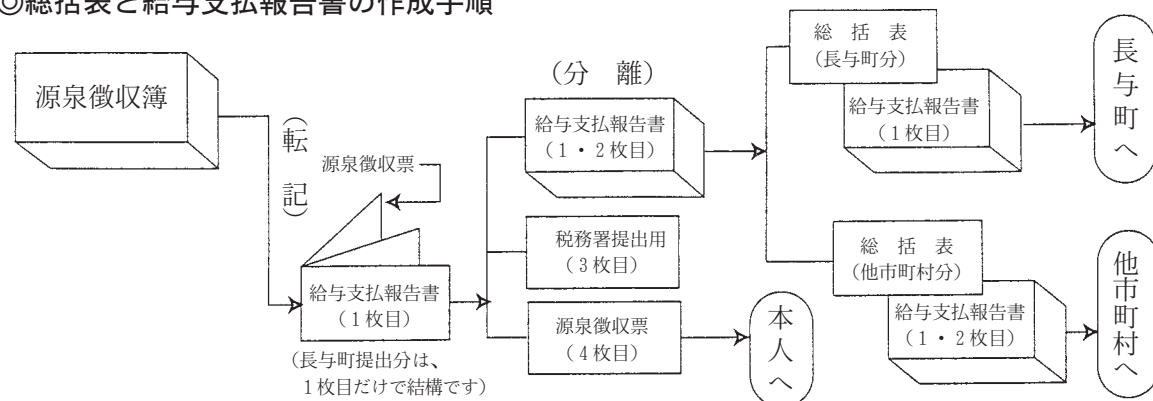 ◎総括表と給与支払報告書の作成手順
源泉徴収簿
(転記)
源泉徴収票
給与支払報告書
(1枚目)
(長与町提出分は、
1枚目だけで結構です)
(分 離)
給与支払報告書
(1・2枚目)
税務署提出用
(3枚目)
源泉徴収票
(4枚目)
本人へ
総 括 表
(長与町分)
給与支払報告書
(1枚目)
長与町へ
総 括 表
(他市町村分)
給与支払報告書
(1・2枚目)
他市町村へ